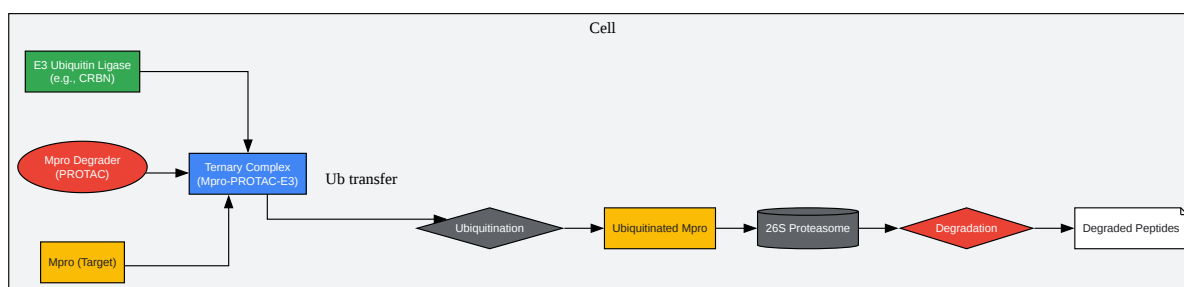 Cell
E3 Ubiquitin Ligase
(e.g., CRBN)
Mpro Degrader
(PROTAC)
Ternary Complex
(Mpro-PROTAC-E3)
Ub transfer
Mpro (Target)
Ubiquitination
Ubiquitinated Mpro
26S Proteasome
Degradation
Degraded Peptides